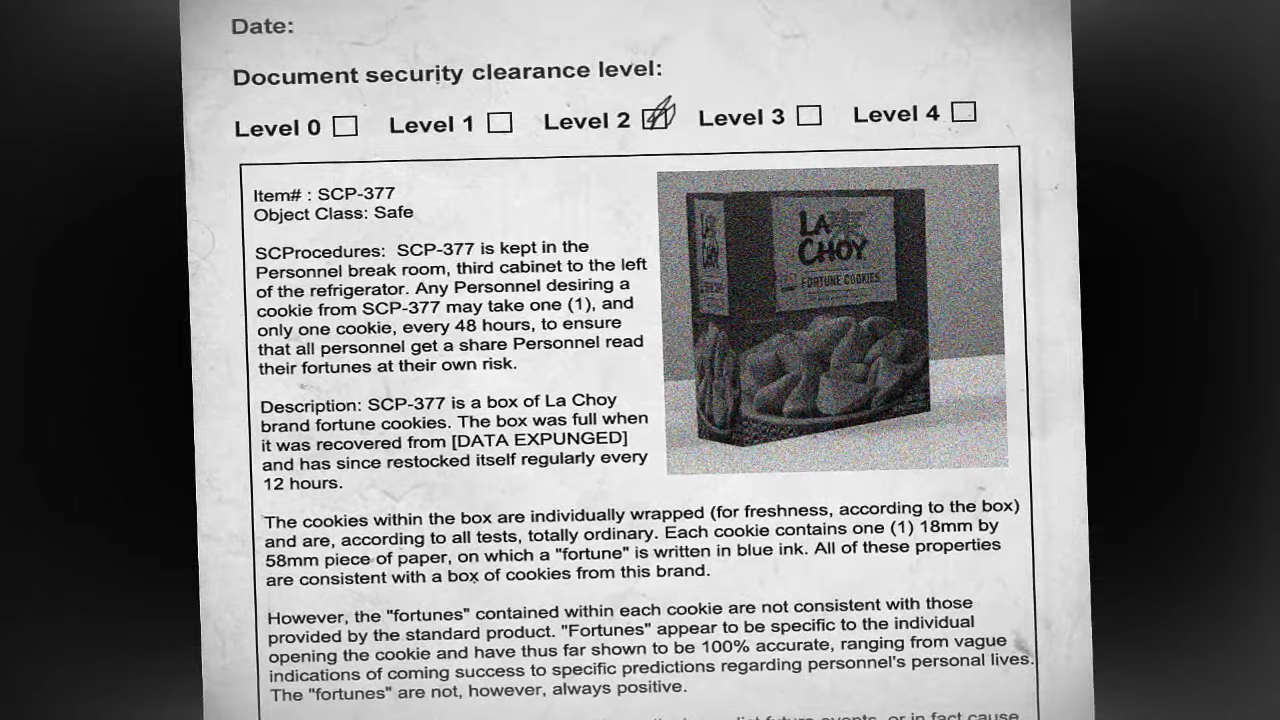 Date:
Document security clearance level:
Level 0 Level 1 Level 2 Level 3 Level 4
Item# : SCP-377
Object Class: Safe
SCProcedures: SCP-377 is kept in the
Personnel break room, third cabinet to the left
of the refrigerator. Any Personnel desiring a
cookie from SCP-377 may take one (1), and
only one cookie, every 48 hours, to ensure
that all personnel get a share Personnel read
their fortunes at their own risk.
LA
CHOY
FORTUNE COOKIES
Description: SCP-377 is a box of La Choy
brand fortune cookies. The box was full when
it was recovered from [DATA EXPUNGED]
and has since restocked itself regularly every
12 hours.
The cookies within the box are individually wrapped (for freshness, according to the box)
and are, according to all tests, totally ordinary. Each cookie contains one (1) 18mm by
58mm piece of paper, on which a "fortune" is written in blue ink. All of these properties
are consistent with a box of cookies from this brand.
However, the "fortunes" contained within each cookie are not consistent with those
provided by the standard product. "Fortunes" appear to be specific to the individual
opening the cookie and have thus far shown to be 100% accurate, ranging from vague
indications of coming success to specific predictions regarding personnel's personal lives.
The "fortunes" are not, however, always positive.
future events, or in fact cause